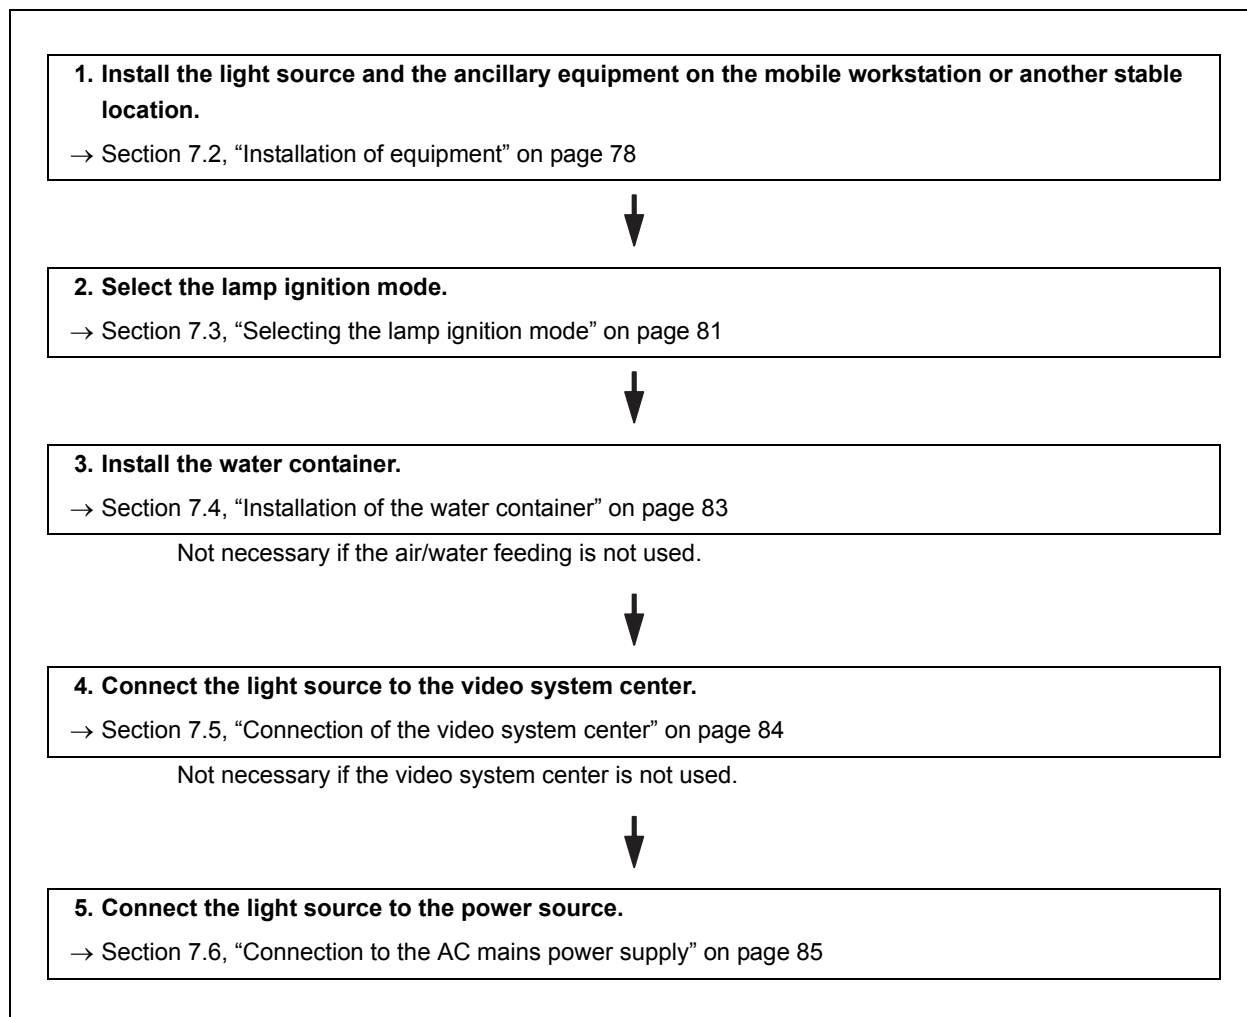 1. Install the light source and the ancillary equipment on the mobile workstation or another stable
location.
→ Section 7.2, “Installation of equipment” on page 78
2. Select the lamp ignition mode.
→ Section 7.3, “Selecting the lamp ignition mode” on page 81
3. Install the water container.
→ Section 7.4, “Installation of the water container” on page 83
Not necessary if the air/water feeding is not used.
4. Connect the light source to the video system center.
→ Section 7.5, “Connection of the video system center” on page 84
Not necessary if the video system center is not used.
5. Connect the light source to the power source.
→ Section 7.6, “Connection to the AC mains power supply” on page 85